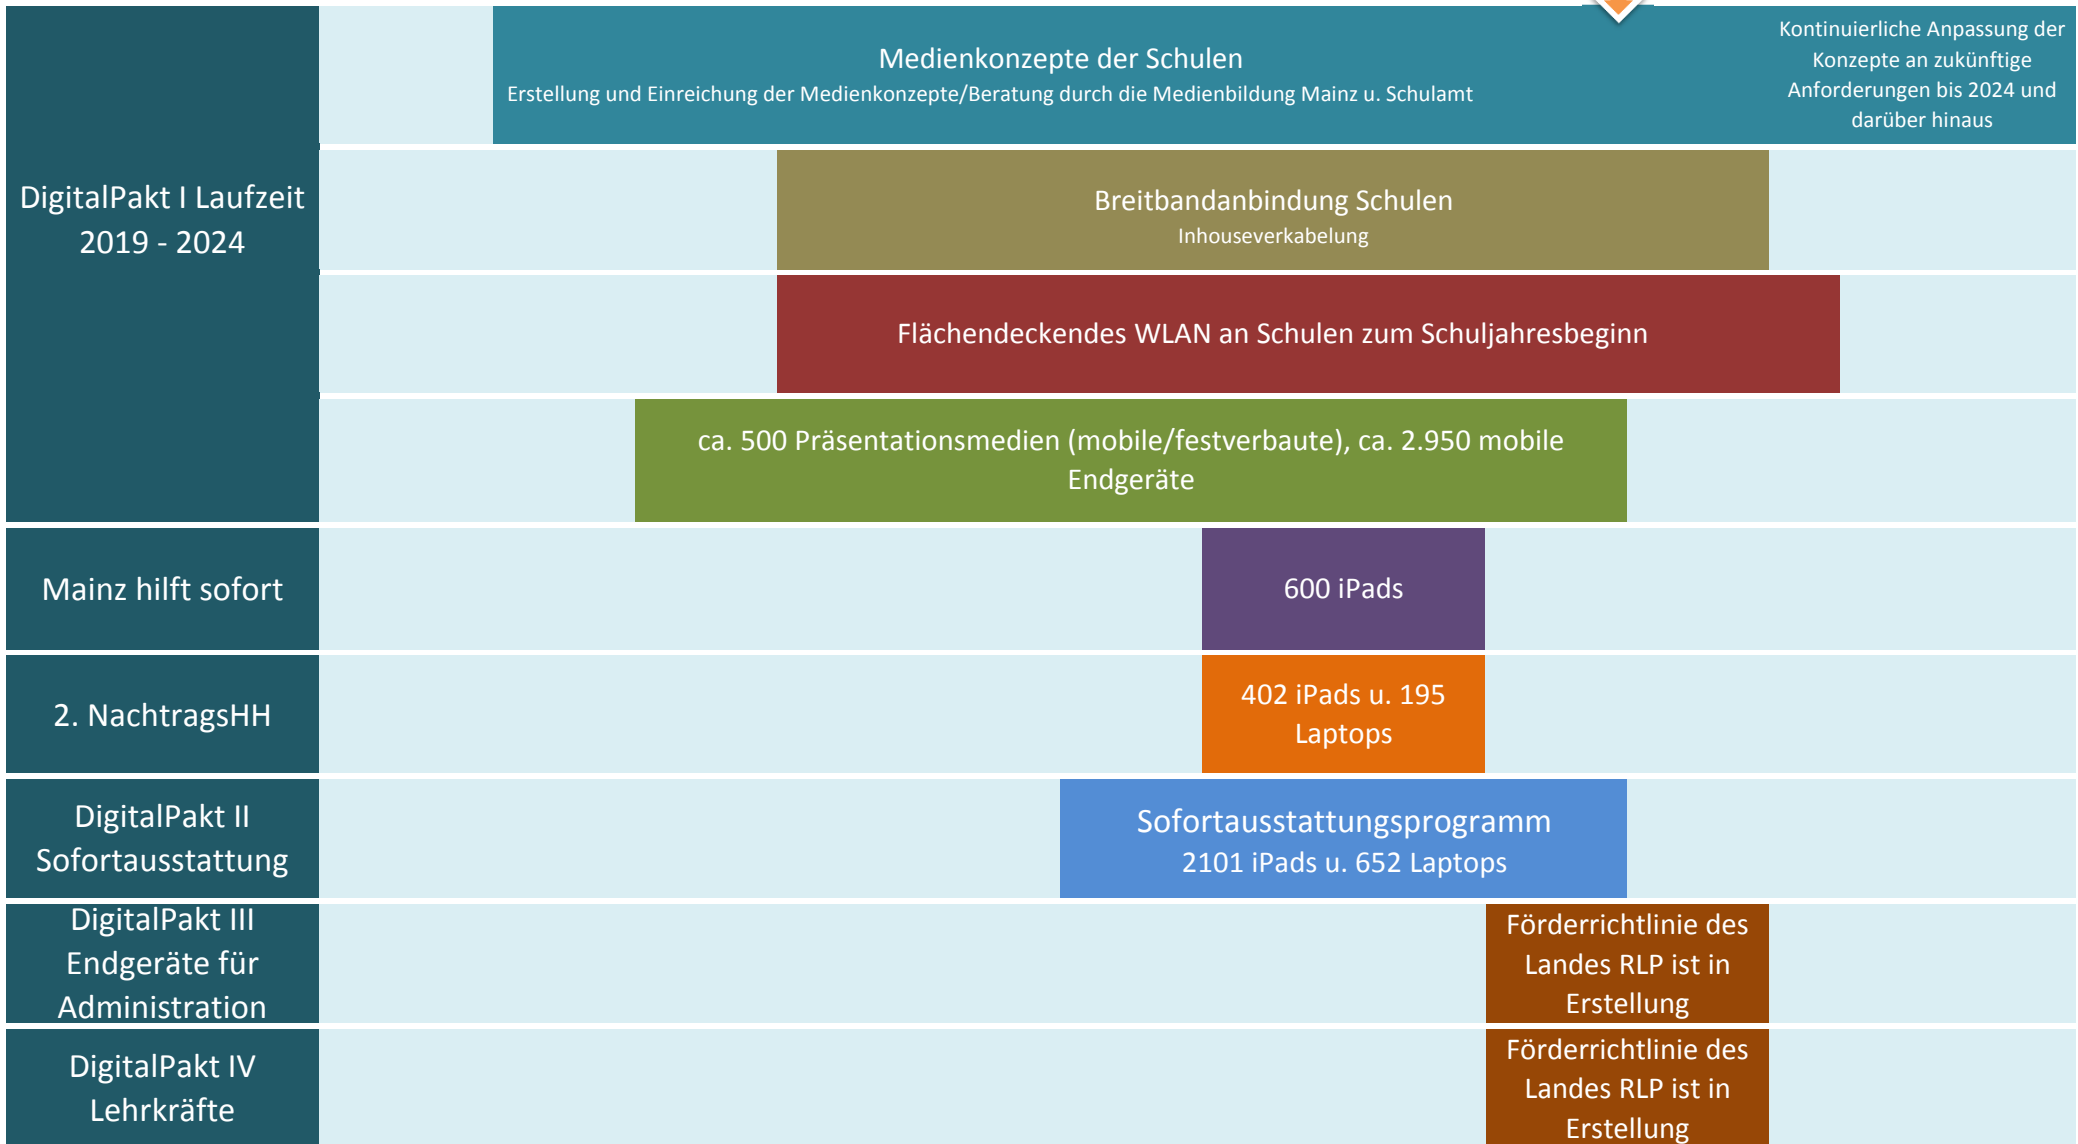 DigitalPakt I Laufzeit
2019 - 2024
Medienkonzepte der Schulen
Erstellung und Einreichung der Medienkonzepte/Beratung durch die Medienbildung Mainz u. Schulamt
Kontinuierliche Anpassung der
Konzepte an zukünftige
Anforderungen bis 2024 und
darüber hinaus
Breitbandanbindung Schulen
Inhouseverkabelung
Flächendeckendes WLAN an Schulen zum Schuljahresbeginn
ca. 500 Präsentationsmedien (mobile/festverbaute), ca. 2.950 mobile
Endgeräte
Mainz hilft sofort
600 iPads
2. NachtragsHH
402 iPads u. 195
Laptops
DigitalPakt II
Sofortausstattung
Sofortausstattungsprogramm
2101 iPads u. 652 Laptops
DigitalPakt III
Endgeräte für
Administration
Förderrichtlinie des
Landes RLP ist in
Erstellung
DigitalPakt IV
Lehrkräfte
Förderrichtlinie des
Landes RLP ist in
Erstellung